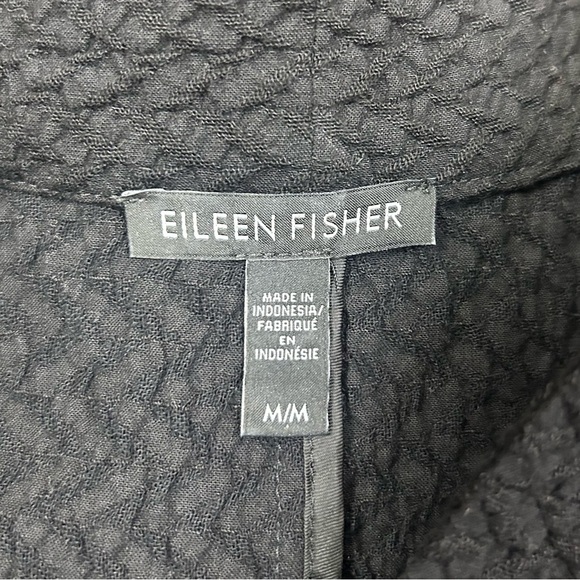 EILEEN FISHER
MADE IN
INDONESIA/
FABRIQUÉ
EN
INDONÉSIE
M/M